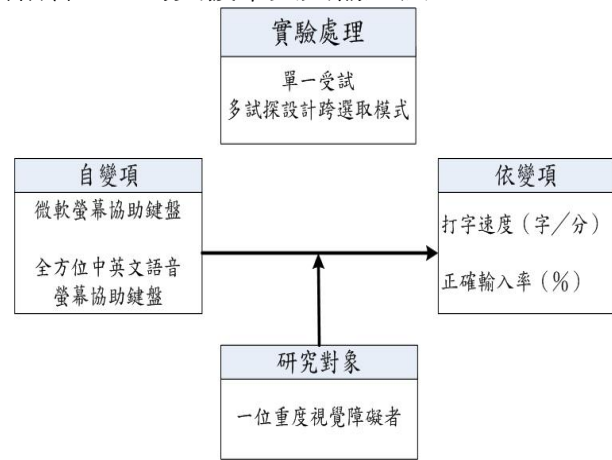 實驗處理
單一受試
多試探設計跨選取模式
自變項
微軟螢幕協助鍵盤
全方位中英文語音
螢幕協助鍵盤
依變項
打字速度（字／分）
正確輸入率（%）
研究對象
一位重度視覺障礙者